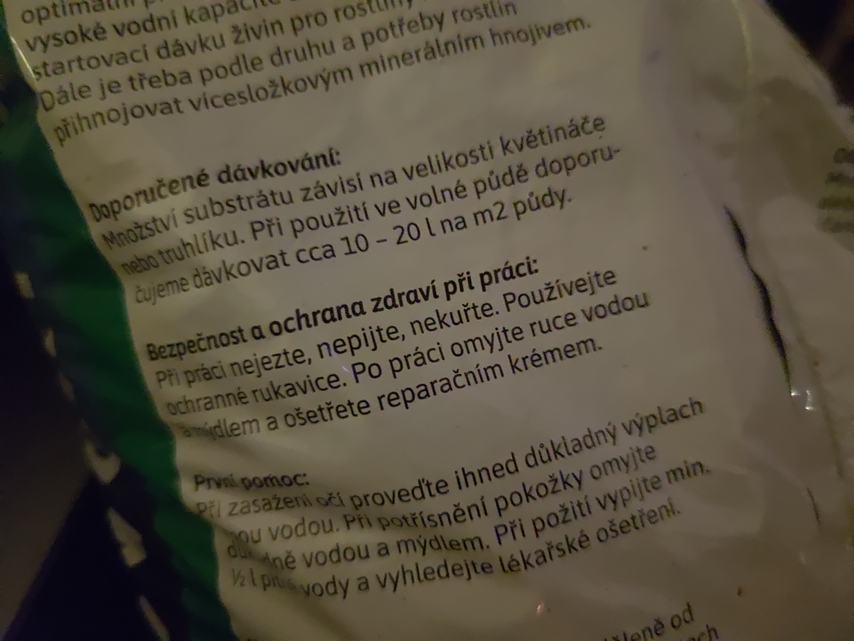 optimální
vysoké vodní kapacitě
startovací dávku živin pro rostliny
Dále je třeba podle druhu a potřeby rostlin
přihnojovat vícesložkovým minerálním hnojivem.
Doporučené dávkování:
Množství substrátu závisí na velikosti květináče
nebo truhlíku. Při použití ve volné půdě doporu-
čujeme dávkovat cca 10 – 20 l na m2 půdy.
Bezpečnost a ochrana zdraví při práci:
Při práci nejezte, nepijte, nekuřte. Používejte
ochranné rukavice. Po práci omyjte ruce vodou
a mýdlem a ošetřete reparačním krémem.
První pomoc:
Při zasažení očí proveďte ihned důkladný výplach
vodou. Při potřísnění pokožky omyjte
vodou a mýdlem. Při požití vypijte min.
½ l vody a vyhledejte lékařské ošetření.
od